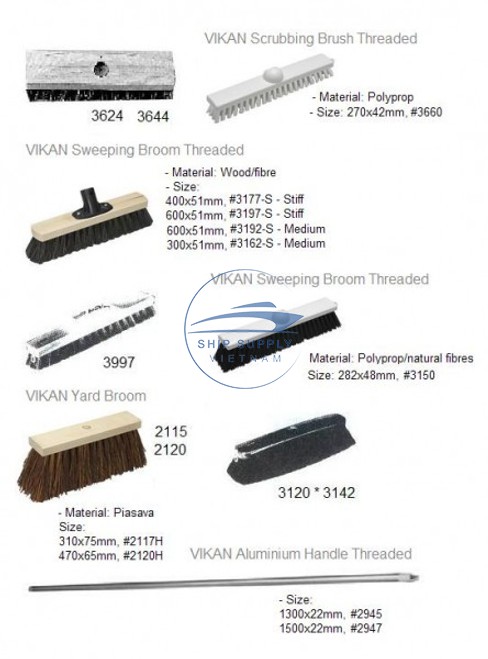 VIKAN Scrubbing Brush Threaded
- Material: Polyprop
- Size: 270x42mm, #3660
3624 3644
VIKAN Sweeping Broom Threaded
- Material: Wood/fibre
- Size:
400x51mm, #3177-S - Stiff
600x51mm, #3197-S - Stiff
600x51mm, #3192-S - Medium
300x51mm, #3162-S - Medium
VIKAN Sweeping Broom Threaded
SHIP SUPPLY
VIETNAM
3997
Material: Polyprop/natural fibres
Size: 282x48mm, #3150
VIKAN Yard Broom
2115
2120
3120 * 3142
- Material: Piasava
Size:
310x75mm, #2117H
470x65mm, #2120H
VIKAN Aluminium Handle Threaded
- Size:
1300x22mm, #2945
1500x22mm, #2947